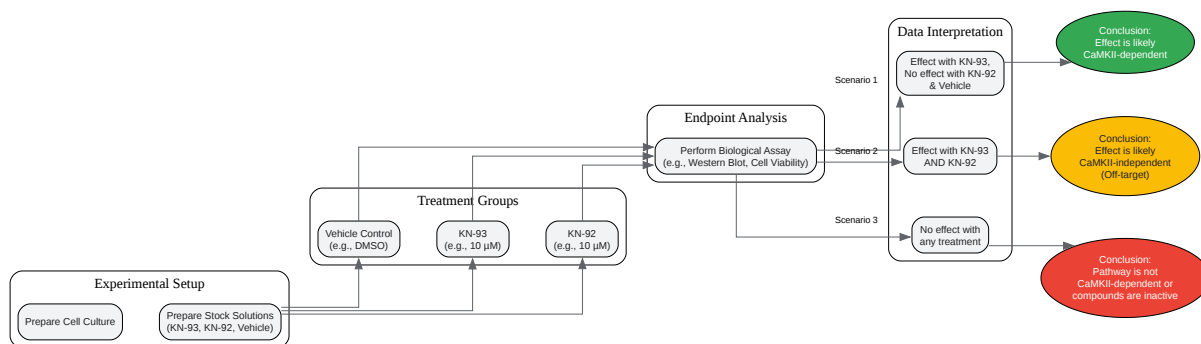 Experimental Setup
Prepare Cell Culture
Prepare Stock Solutions
(KN-93, KN-92, Vehicle)
Treatment Groups
Vehicle Control
(e.g., DMSO)
KN-93
(e.g., 10 µM)
KN-92
(e.g., 10 µM)
Endpoint Analysis
Perform Biological Assay
(e.g., Western Blot, Cell Viability)
Scenario 1
Scenario 2
Scenario 3
Data Interpretation
Effect with KN-93,
No effect with KN-92
& Vehicle
Effect with KN-93
AND KN-92
No effect with
any treatment
Conclusion:
Effect is likely
CaMKII-dependent
Conclusion:
Effect is likely
CaMKII-independent
(Off-target)
Conclusion:
Pathway is not
CaMKII-dependent or
compounds are inactive